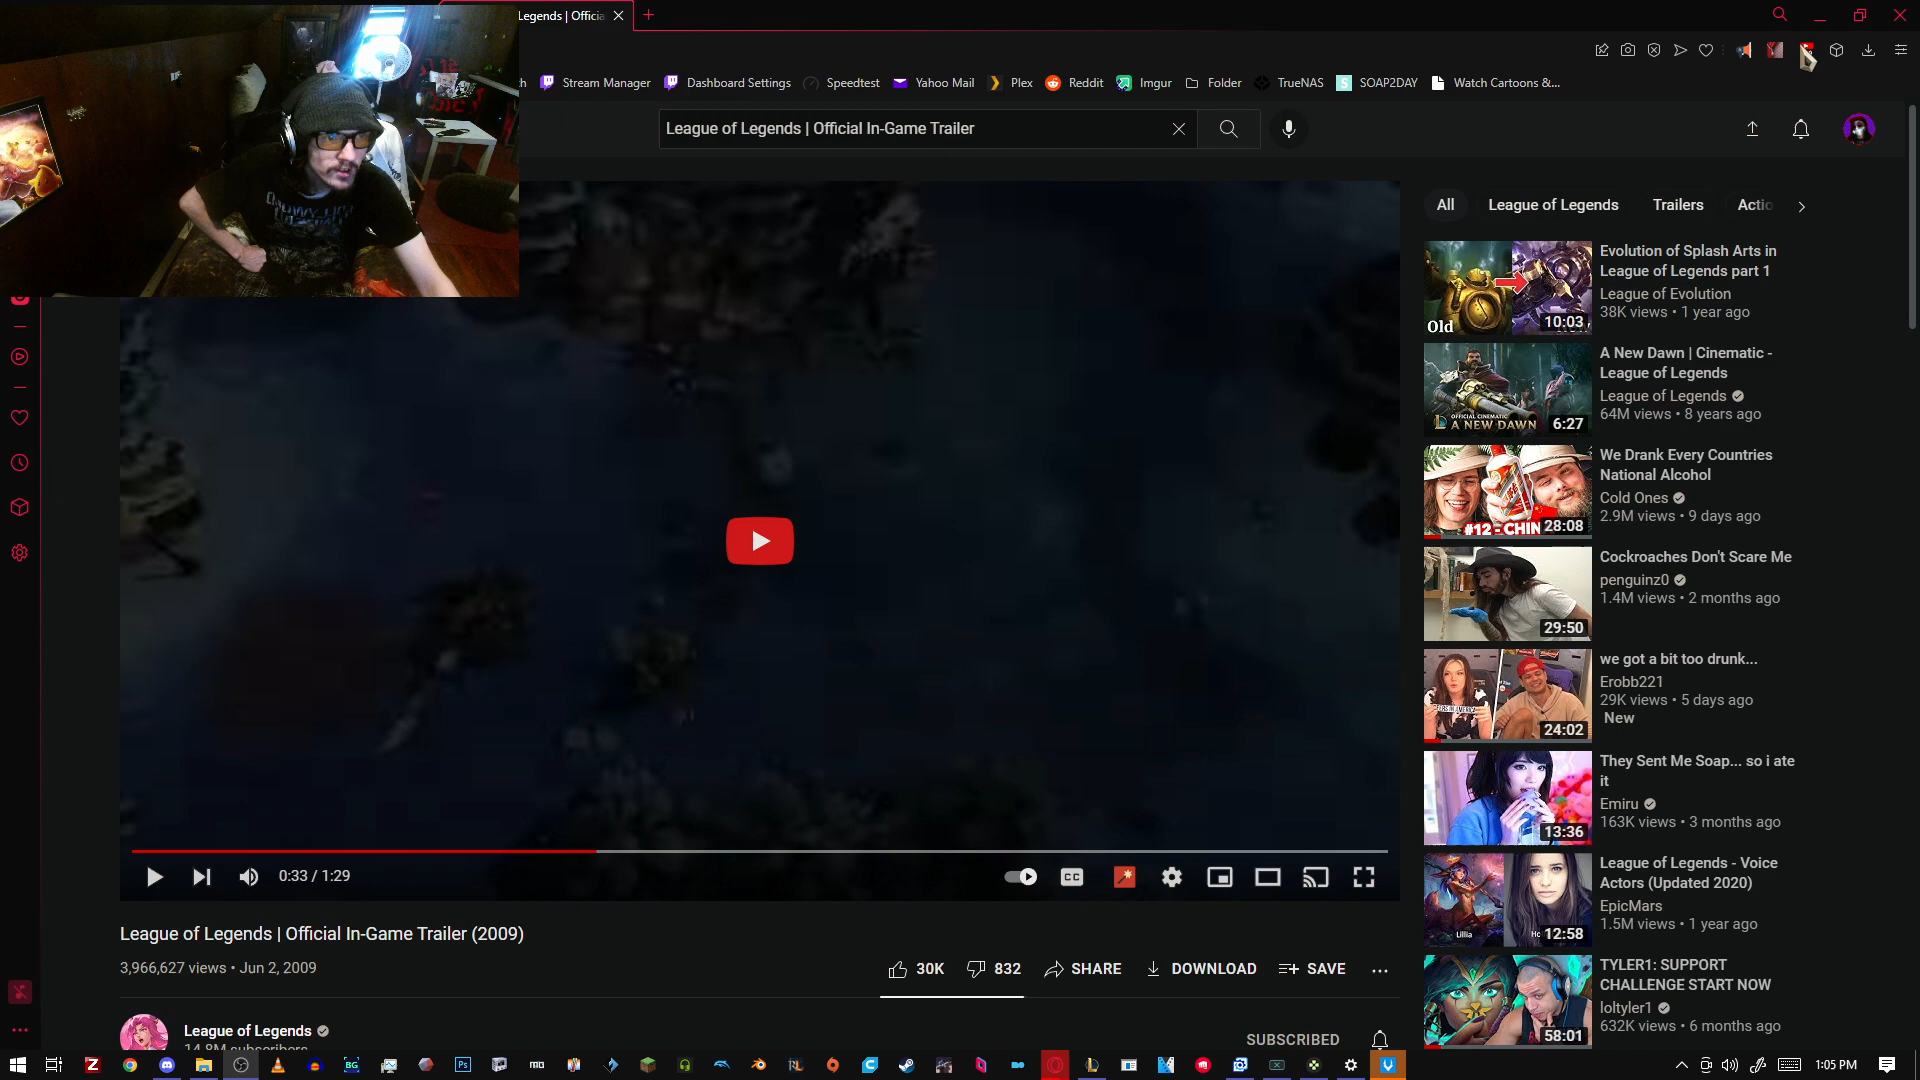 Legends | Officia
Stream Manager
Dashboard Settings
Speedtest
Yahoo Mail
Plex
Reddit
Imgur
Folder
TrueNAS
SOAP2DAY
Watch Cartoons &...
League of Legends | Official In-Game Trailer
All
League of Legends
Trailers
Actio
Evolution of Splash Arts in
League of Legends part 1
League of Evolution
38K views • 1 year ago
Old
10:03
A New Dawn | Cinematic -
League of Legends
League of Legends
64M views • 8 years ago
OFFICIAL CINEMATIC
A NEW DAWN
6:27
We Drank Every Countries
National Alcohol
Cold Ones
2.9M views • 9 days ago
#12 - CHIN
28:08
Cockroaches Don't Scare Me
penguinz0
1.4M views • 2 months ago
29:50
we got a bit too drunk...
Erobb221
29K views • 5 days ago
New
24:02
They Sent Me Soap... so i ate
it
Emiru
163K views • 3 months ago
13:36
League of Legends - Voice
Actors (Updated 2020)
EpicMars
1.5M views • 1 year ago
Lillia
12:58
TYLER1: SUPPORT
CHALLENGE START NOW
loltyler1
632K views • 6 months ago
58:01
0:33 / 1:29
CC
League of Legends | Official In-Game Trailer (2009)
3,966,627 views • Jun 2, 2009
30K
832
SHARE
DOWNLOAD
SAVE
League of Legends
14.8M subscribers
SUBSCRIBED
1:05 PM